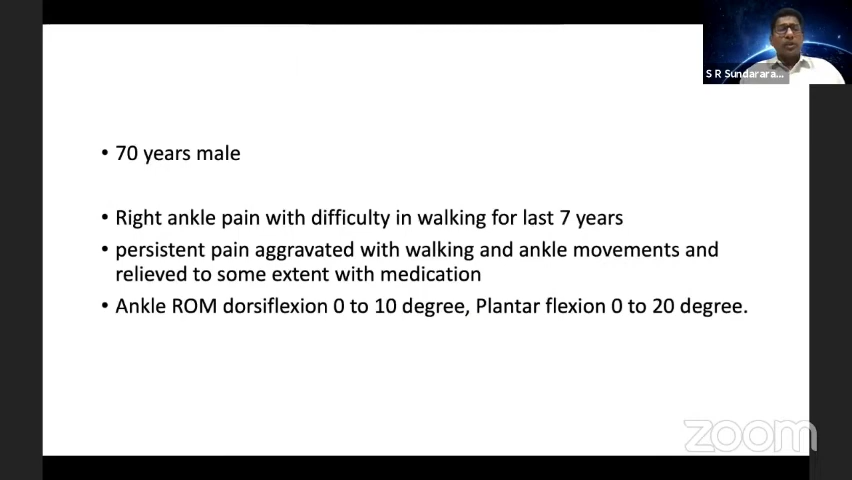 S R Sundarara...
• 70 years male
• Right ankle pain with difficulty in walking for last 7 years
• persistent pain aggravated with walking and ankle movements and
relieved to some extent with medication
• Ankle ROM dorsiflexion 0 to 10 degree, Plantar flexion 0 to 20 degree.
zoom